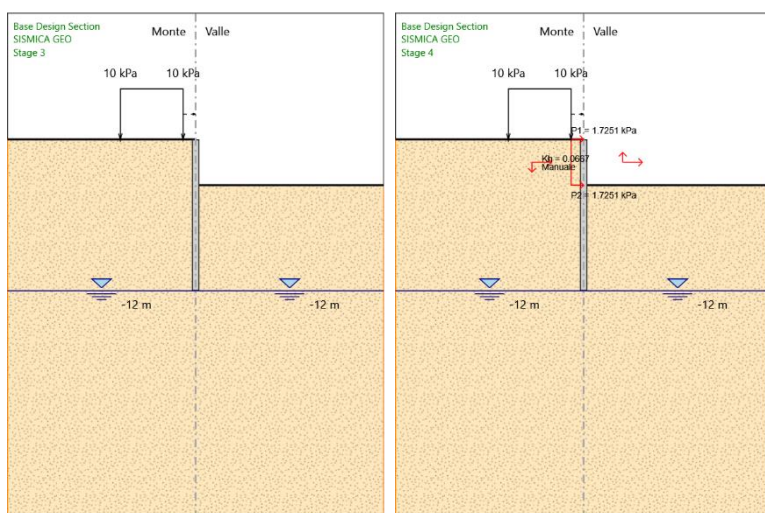 Base Design Section
SISMICA GEO
Stage 3
Monte Valle
10 kPa 10 kPa
-12 m -12 m
Base Design Section
SISMICA GEO
Stage 4
Monte Valle
10 kPa 10 kPa
P1 = 1.7251 kPa
Kh = 0.0667
Manuale
P2 = 1.7251 kPa
-12 m -12 m